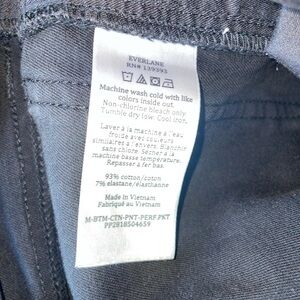 EVERLANE
RN# 139393
Machine wash cold with like
colors inside out.
Non-chlorine bleach only
Tumble dry low. Cool iron.
Laver à la machine à l'eau
froide avec couleurs
similaires à l'envers. Blanchir
sans chlore. Sécher à la
machine basse température.
Repasser à fer bas.
93% cotton/coton
7% elastane/élasthanne
Made in Vietnam
Fabriqué au Vietnam
M-BTM-CTN-PNT-PERF.PKT
PP2818504659